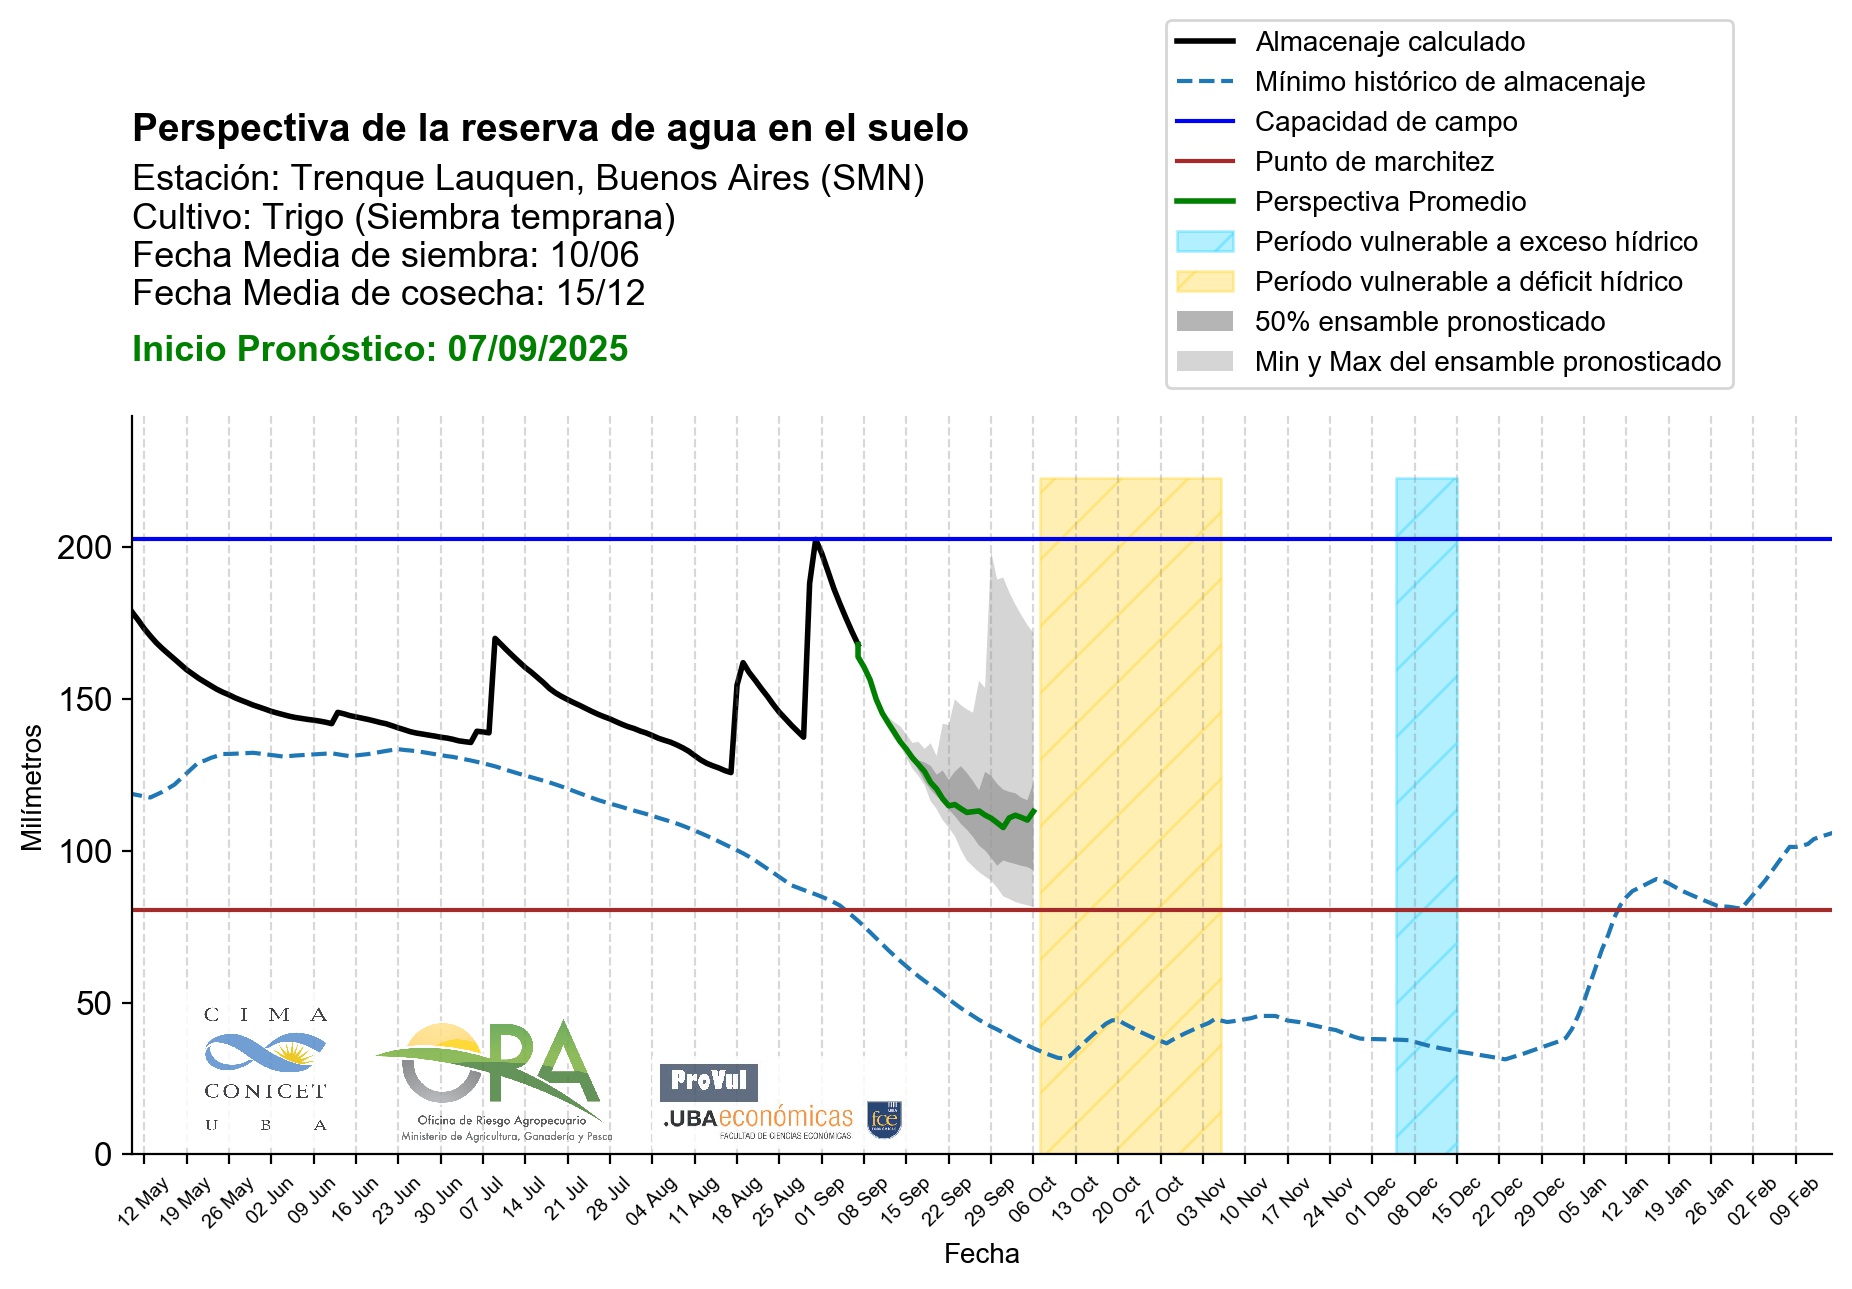 Almacenaje calculado
Mínimo histórico de almacenaje
Capacidad de campo
Punto de marchitez
Perspectiva Promedio
Período vulnerable a exceso hídrico
Período vulnerable a déficit hídrico
50% ensamble pronosticado
Min y Max del ensamble pronosticado
Perspectiva de la reserva de agua en el suelo
Estación: Trenque Lauquen, Buenos Aires (SMN)
Cultivo: Trigo (Siembra temprana)
Fecha Media de siembra: 10/06
Fecha Media de cosecha: 15/12
Inicio Pronóstico: 07/09/2025
Milímetros
200
150
100
50
0
CIMA
CONICET
UBA
ORA
Oficina de Riesgo Agropecuario
Ministerio de Agricultura, Ganadería y Pesca
ProVul
.UBAeconómicas
FACULTAD DE CIENCIAS ECONÓMICAS
fce
12 May
19 May
26 May
02 Jun
09 Jun
16 Jun
23 Jun
30 Jun
07 Jul
14 Jul
21 Jul
28 Jul
04 Aug
11 Aug
18 Aug
25 Aug
01 Sep
08 Sep
15 Sep
22 Sep
29 Sep
06 Oct
13 Oct
20 Oct
27 Oct
03 Nov
10 Nov
17 Nov
24 Nov
01 Dec
08 Dec
15 Dec
22 Dec
29 Dec
05 Jan
12 Jan
19 Jan
26 Jan
02 Feb
09 Feb
Fecha